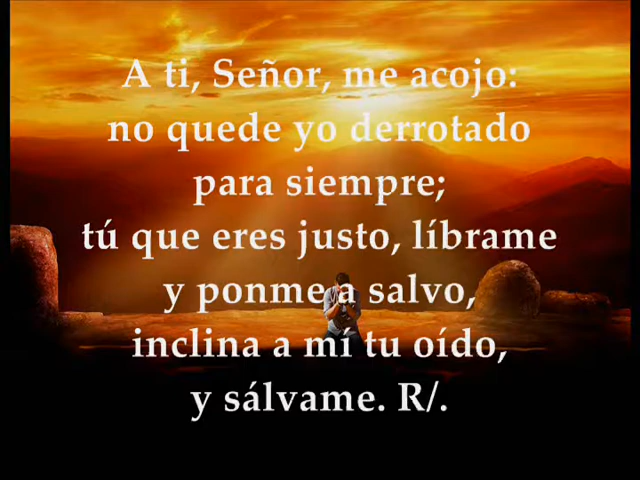 A ti, Señor, me acojo:
no quede yo derrotado
para siempre;
tú que eres justo, líbrame
y ponme a salvo,
inclina a mí tu oído,
y sálvame. R/.